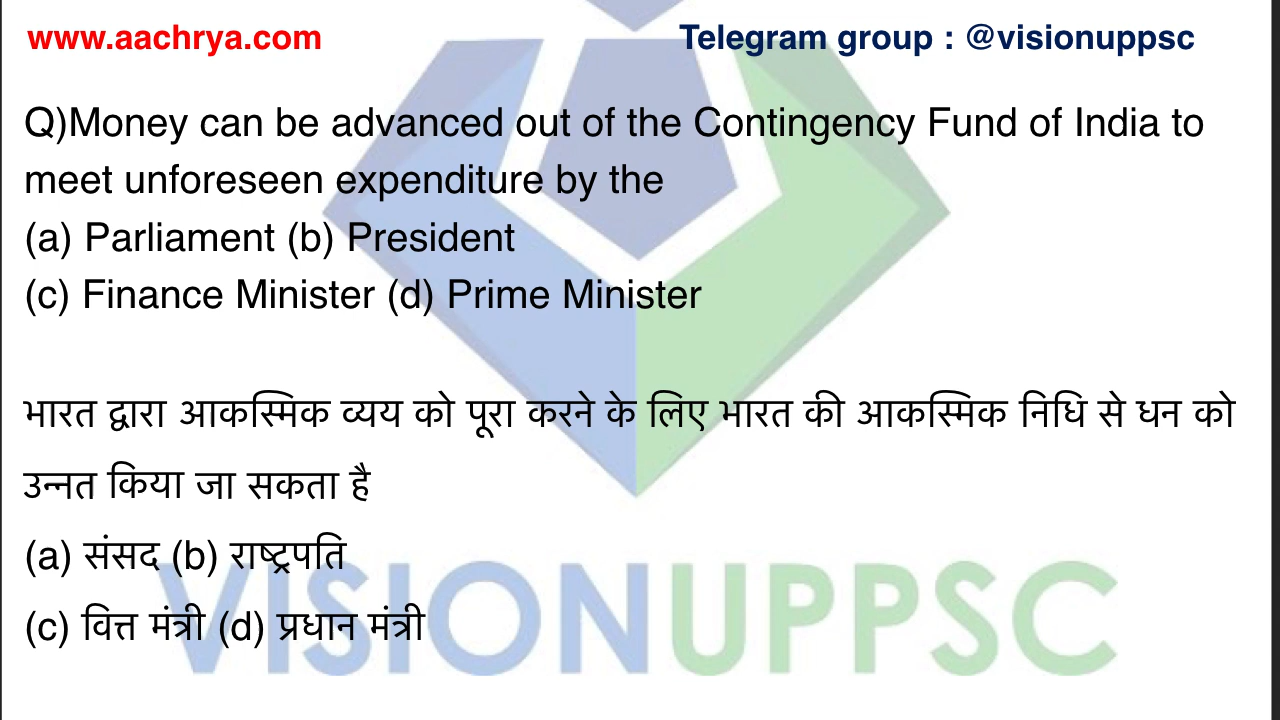 www.aachrya.com Telegram group : @visionuppsc
Q)Money can be advanced out of the Contingency Fund of India to
meet unforeseen expenditure by the
(a) Parliament (b) President
(c) Finance Minister (d) Prime Minister
भारत द्वारा आकस्मिक व्यय को पूरा करने के लिए भारत की आकस्मिक निधि से धन को
उन्नत किया जा सकता है
(a) संसद (b) राष्ट्रपति
(c) वित्त मंत्री (d) प्रधान मंत्री
VISIONUPPSC